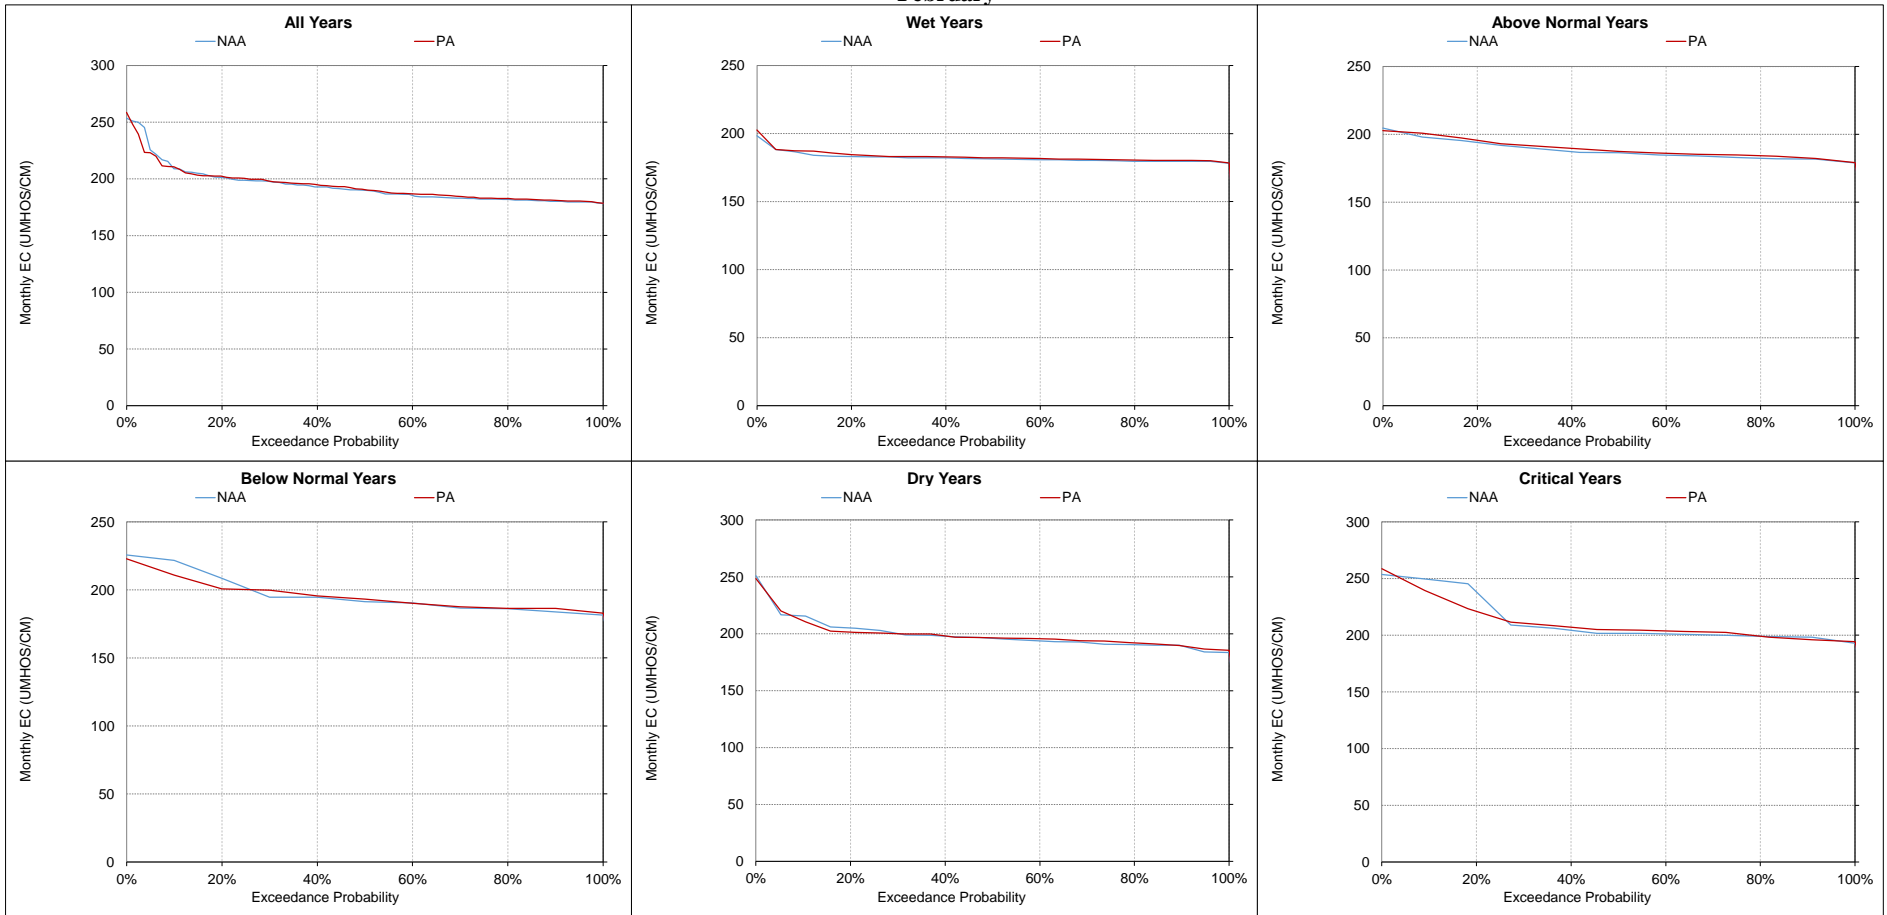 February
All Years
NAA PA
300
250
200
150
100
50
0
Monthly EC (UMHOS/CM)
0% 20% 40% 60% 80% 100%
Exceedance Probability
Wet Years
NAA PA
250
200
150
100
50
0
Monthly EC (UMHOS/CM)
0% 20% 40% 60% 80% 100%
Exceedance Probability
Above Normal Years
NAA PA
250
200
150
100
50
0
Monthly EC (UMHOS/CM)
0% 20% 40% 60% 80% 100%
Exceedance Probability
Below Normal Years
NAA PA
250
200
150
100
50
0
Monthly EC (UMHOS/CM)
0% 20% 40% 60% 80% 100%
Exceedance Probability
Dry Years
NAA PA
300
250
200
150
100
50
0
Monthly EC (UMHOS/CM)
0% 20% 40% 60% 80% 100%
Exceedance Probability
Critical Years
NAA PA
300
250
200
150
100
50
0
Monthly EC (UMHOS/CM)
0% 20% 40% 60% 80% 100%
Exceedance Probability